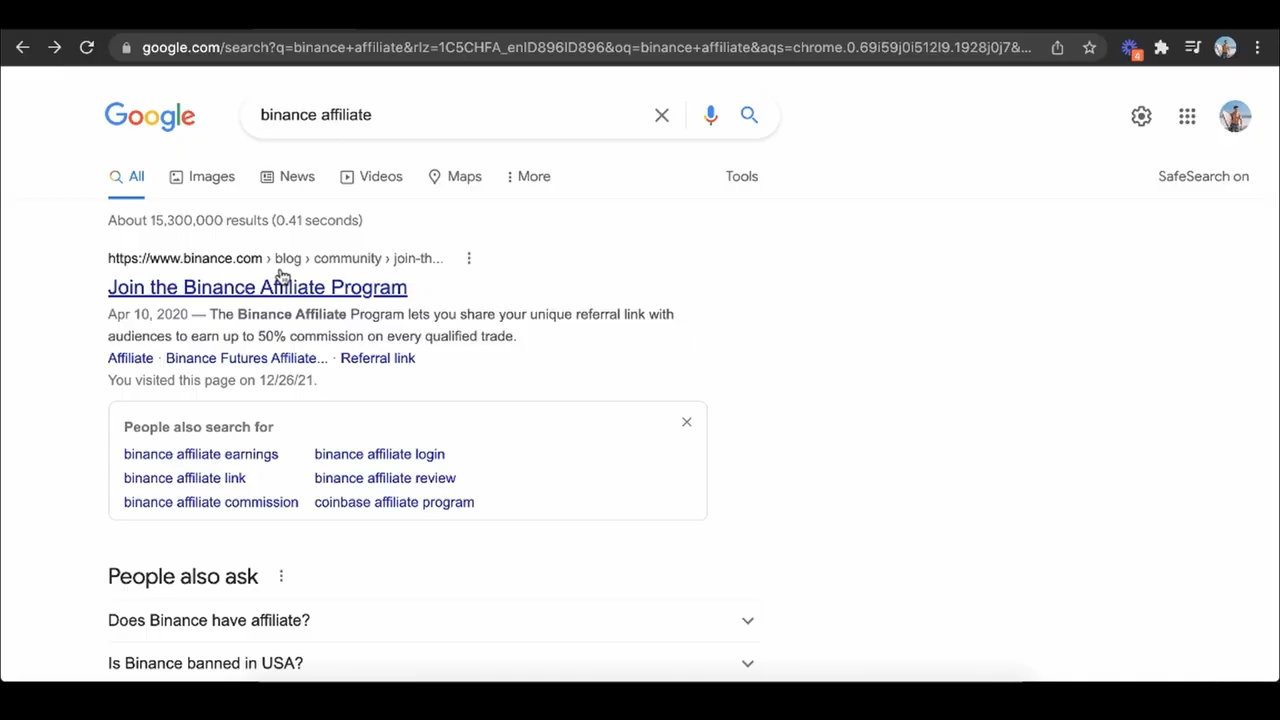 google.com/search?q=binance+affiliate&rlz=1C5CHFA_enID896ID896&oq=binance+affiliate&aqs=chrome.0.69i59j0i512l9.1928j0j7&...
4
Google
binance affiliate
All
Images
News
Videos
Maps
More
Tools
SafeSearch on
About 15,300,000 results (0.41 seconds)
https://www.binance.com › blog › community › join-th...
Join the Binance Affiliate Program
Apr 10, 2020 — The Binance Affiliate Program lets you share your unique referral link with
audiences to earn up to 50% commission on every qualified trade.
Affiliate · Binance Futures Affiliate... · Referral link
You visited this page on 12/26/21.
People also search for
binance affiliate earnings
binance affiliate login
binance affiliate link
binance affiliate review
binance affiliate commission
coinbase affiliate program
People also ask
Does Binance have affiliate?
Is Binance banned in USA?